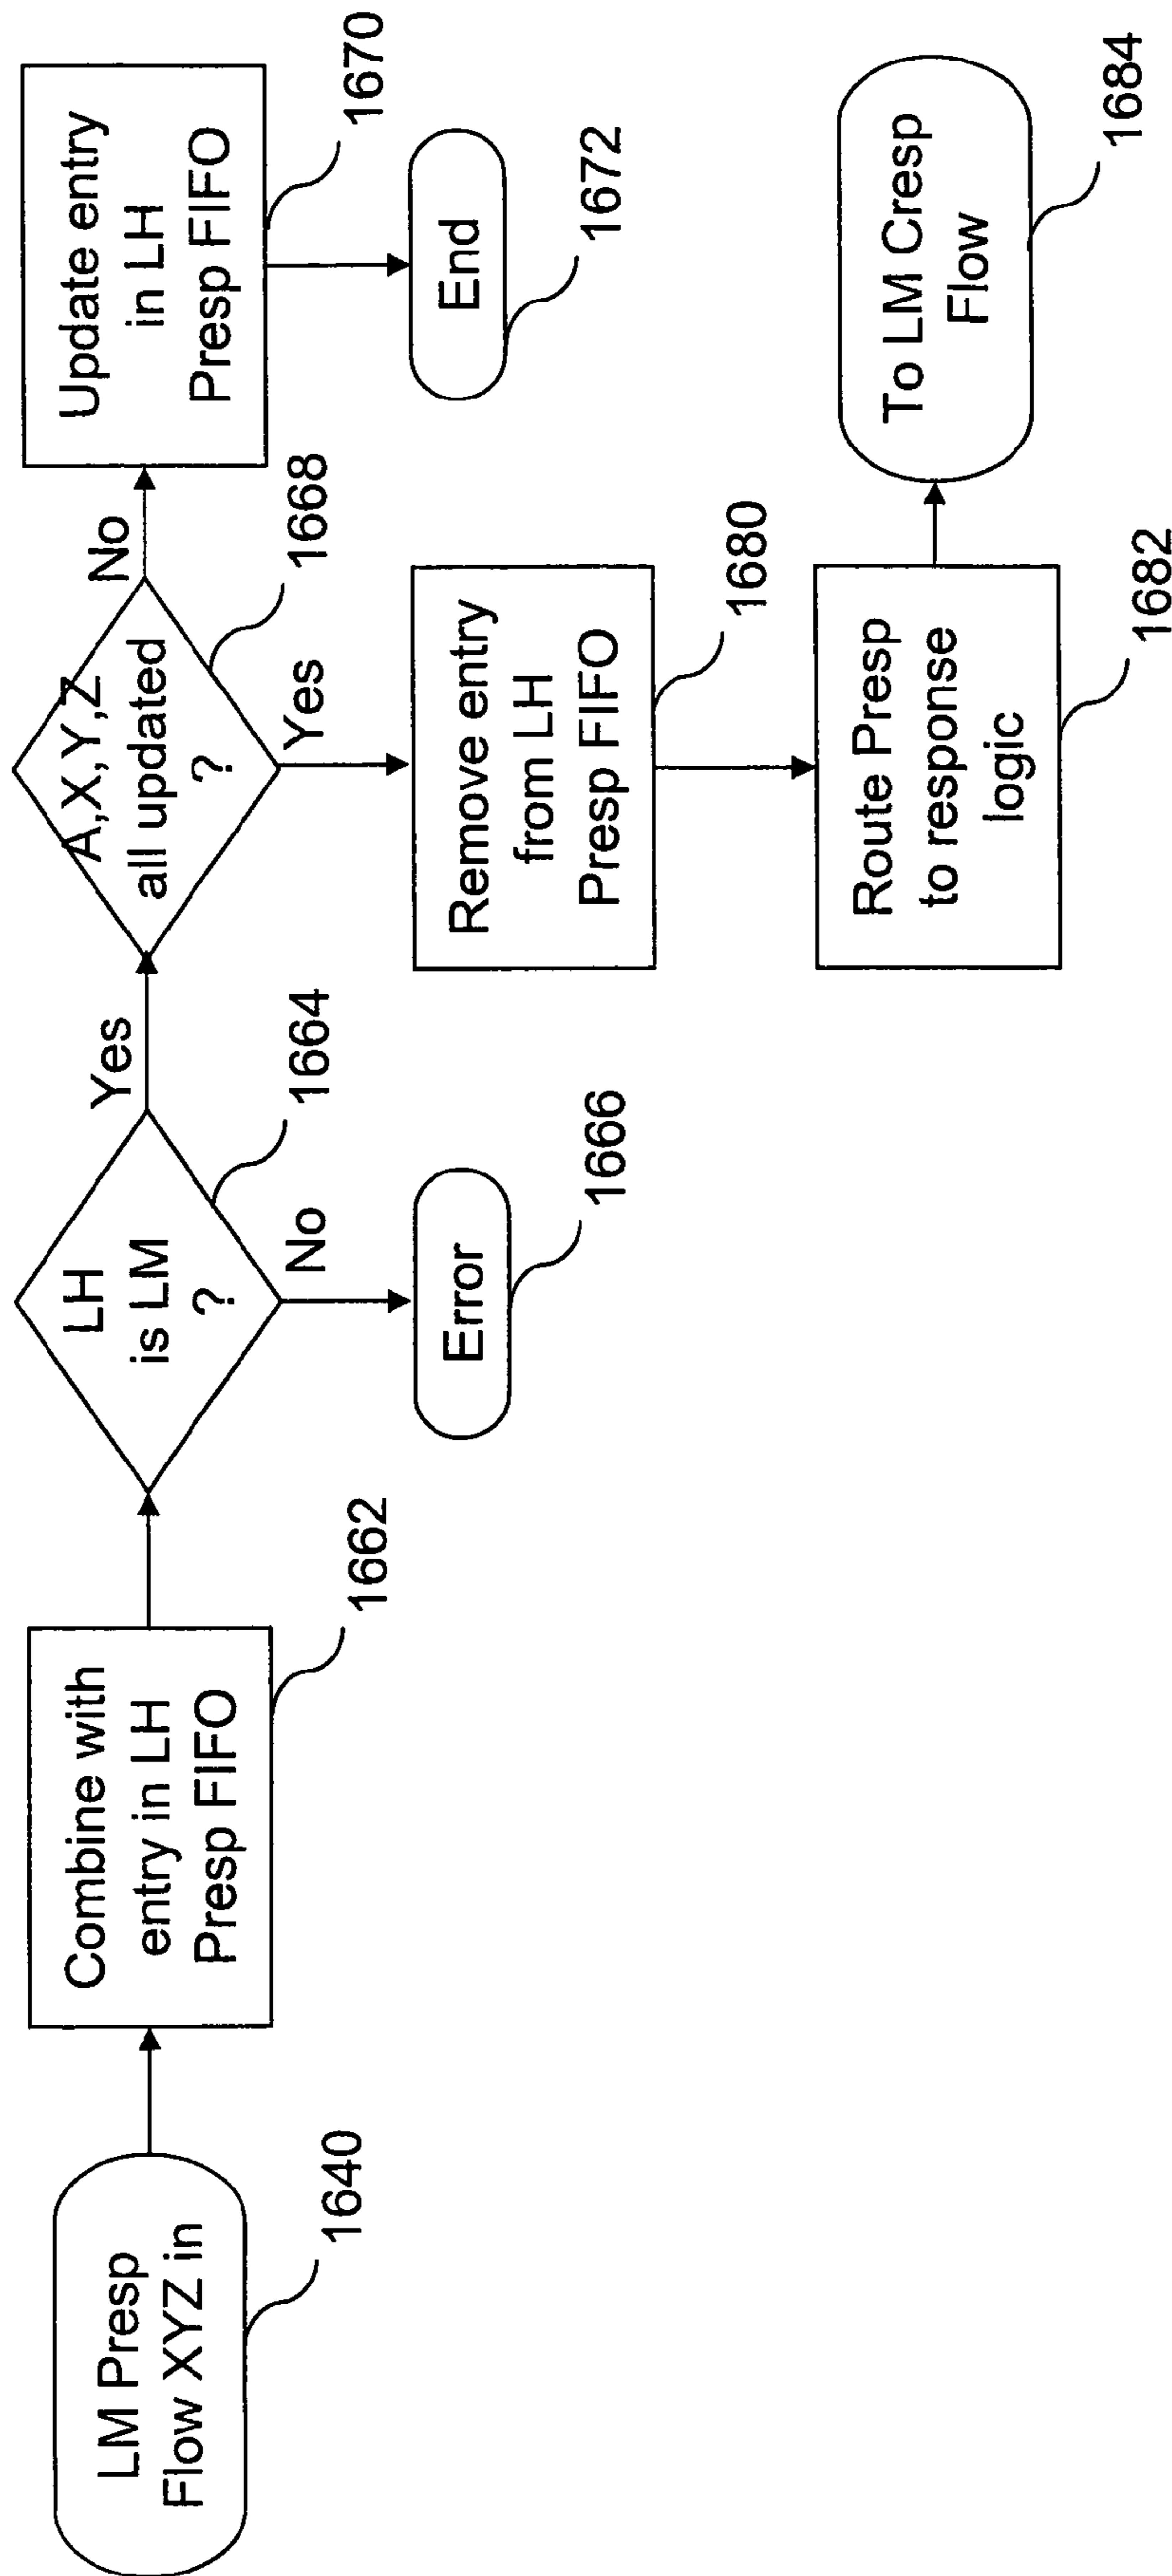 LM Presp
Flow XYZ in
1640
Combine with
entry in LH
Presp FIFO
1662
LH
is LM
?
1664
Yes
No
Error
1666
A,X,Y,Z
all updated
?
1668
No
Yes
Update entry
in LH
Presp FIFO
1670
End
1672
Remove entry
from LH
Presp FIFO
1680
Route Presp
to response
logic
1682
To LM Cresp
Flow
1684